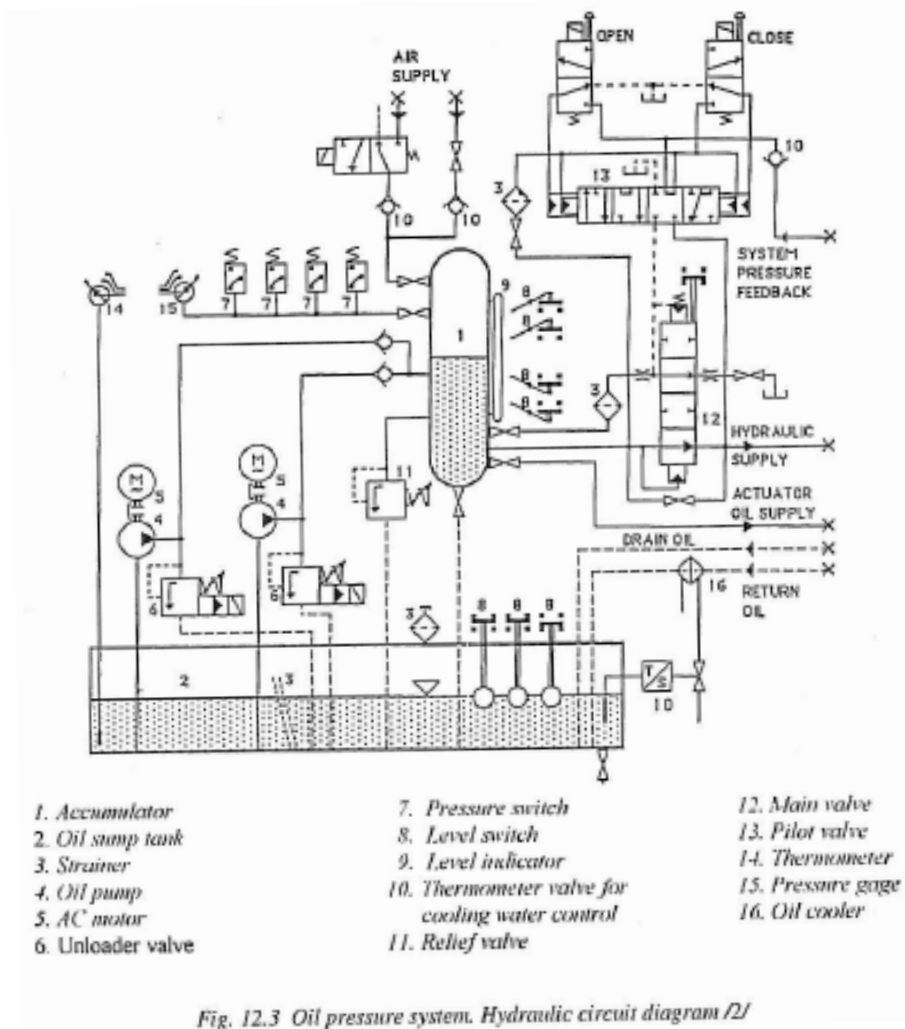 OPEN
CLOSE
AIR
SUPPLY
10
13
3
10
10
SYSTEM
PRESSURE
FEEDBACK
14
15
7
7
7
7
9
8
8
1
8
8
3
12
HYDRAULIC
SUPPLY
11
M
M
5
5
4
4
ACTUATOR
OIL SUPPLY
DRAIN OIL
16
RETURN
OIL
6
3
8
8
8
2
3
T
S
10
1. Accumulator
2. Oil sump tank
3. Strainer
4. Oil pump
5. AC motor
6. Unloader valve
7. Pressure switch
8. Level switch
9. Level indicator
10. Thermometer valve for
cooling water control
11. Relief valve
12. Main valve
13. Pilot valve
14. Thermometer
15. Pressure gage
16. Oil cooler
Fig. 12.3 Oil pressure system. Hydraulic circuit diagram /2/